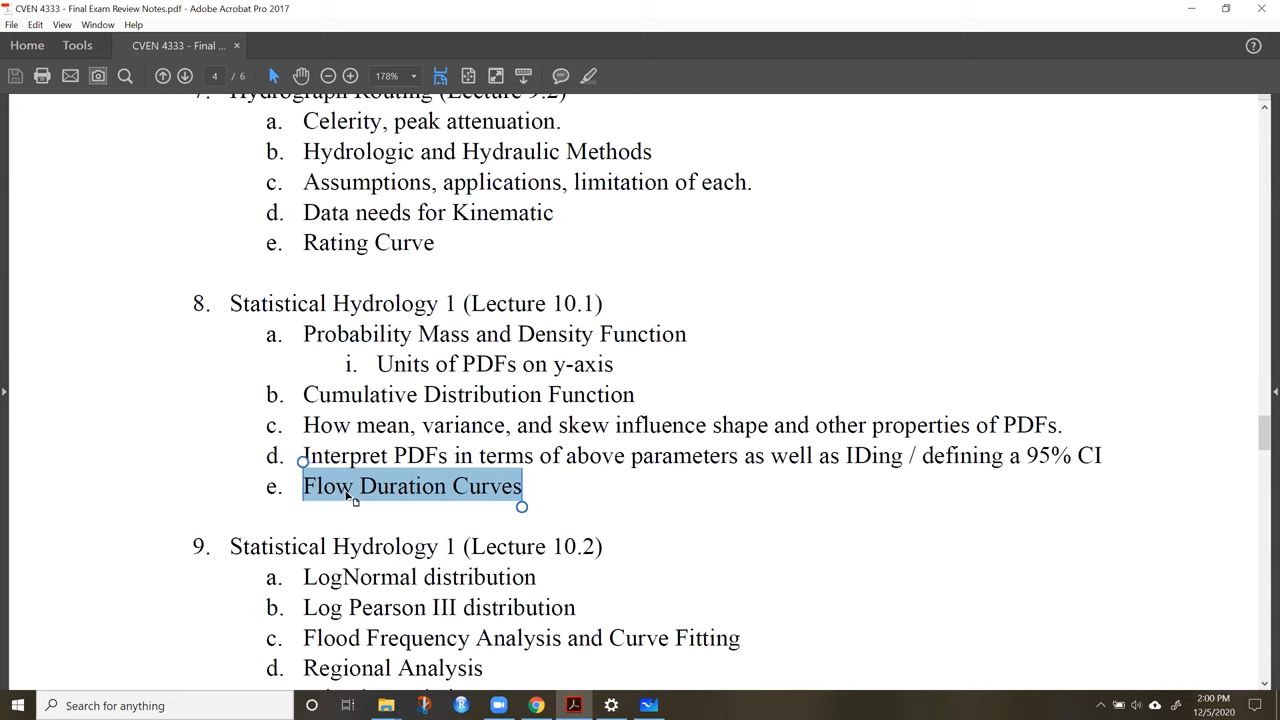 CVEN 4333 - Final Exam Review Notes.pdf - Adobe Acrobat Pro 2017
File Edit View Window Help
Home Tools CVEN 4333 - Final ... ×
4 / 6 178%
7. Hydrograph Routing (Lecture 9.2)
a. Celerity, peak attenuation.
b. Hydrologic and Hydraulic Methods
c. Assumptions, applications, limitation of each.
d. Data needs for Kinematic
e. Rating Curve
8. Statistical Hydrology 1 (Lecture 10.1)
a. Probability Mass and Density Function
i. Units of PDFs on y-axis
b. Cumulative Distribution Function
c. How mean, variance, and skew influence shape and other properties of PDFs.
d. Interpret PDFs in terms of above parameters as well as IDing / defining a 95% CI
e. Flow Duration Curves
9. Statistical Hydrology 1 (Lecture 10.2)
a. LogNormal distribution
b. Log Pearson III distribution
c. Flood Frequency Analysis and Curve Fitting
d. Regional Analysis
Search for anything
2:00 PM
12/5/2020